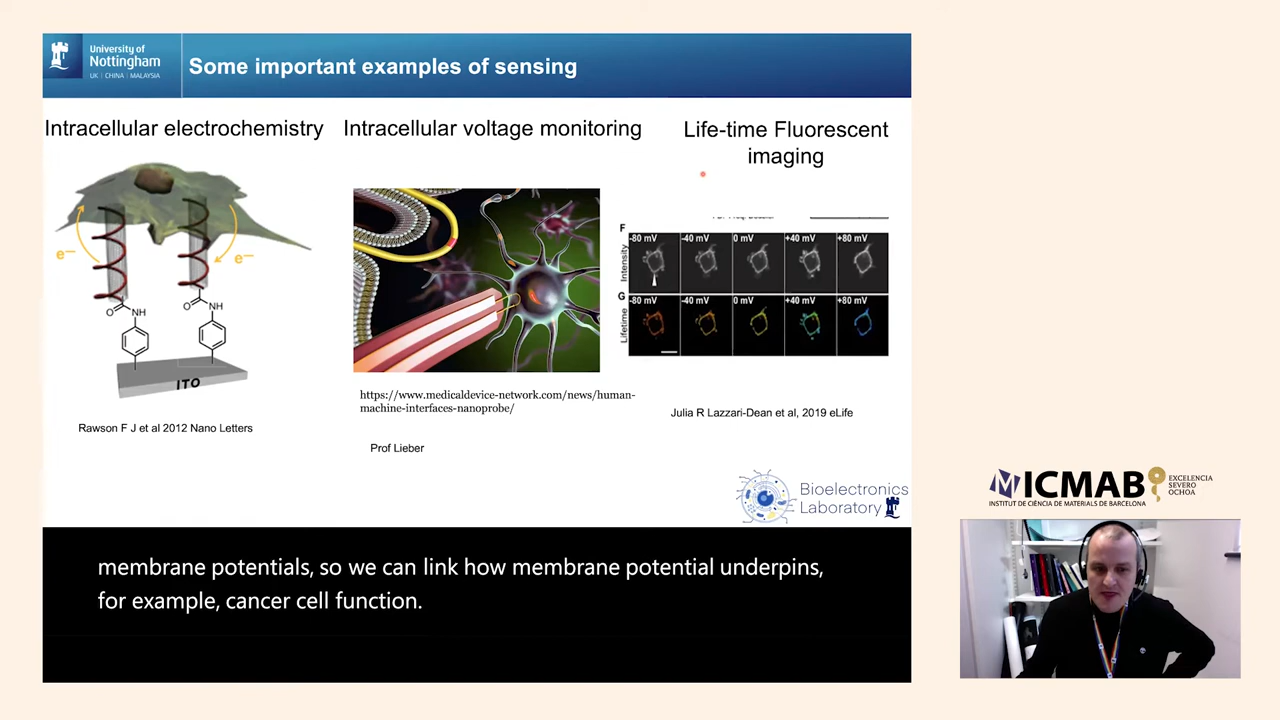 University of
Nottingham
UK | CHINA | MALAYSIA
Some important examples of sensing
Intracellular electrochemistry
e–
e–
O
NH
O
NH
ITO
Rawson F J et al 2012 Nano Letters
Intracellular voltage monitoring
https://www.medicaldevice-network.com/news/human-
machine-interfaces-nanoprobe/
Prof Lieber
Life-time Fluorescent
imaging
F
Intensity
-80 mV
-40 mV
0 mV
+40 mV
+80 mV
G
Lifetime
-80 mV
-40 mV
0 mV
+40 mV
+80 mV
Julia R Lazzari-Dean et al, 2019 eLife
Bioelectronics
Laboratory
membrane potentials, so we can link how membrane potential underpins,
for example, cancer cell function.
ICMAB
INSTITUT DE CIÈNCIA DE MATERIALS DE BARCELONA
EXCELENCIA
SEVERO
OCHOA